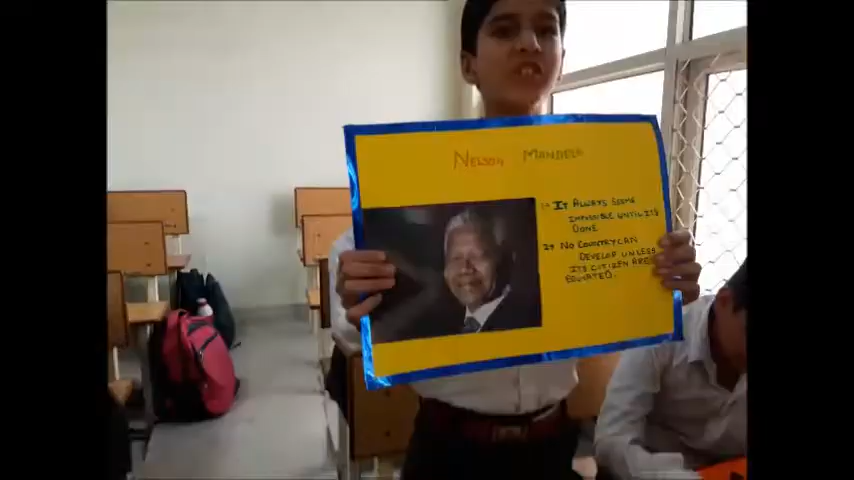 NELSON MANDELA
1* IT ALWAYS SEEMS
IMPOSSIBLE UNTIL IT'S
DONE
2* NO COUNTRY CAN
DEVELOP UNLESS
ITS CITIZEN ARE
EDUCATED.